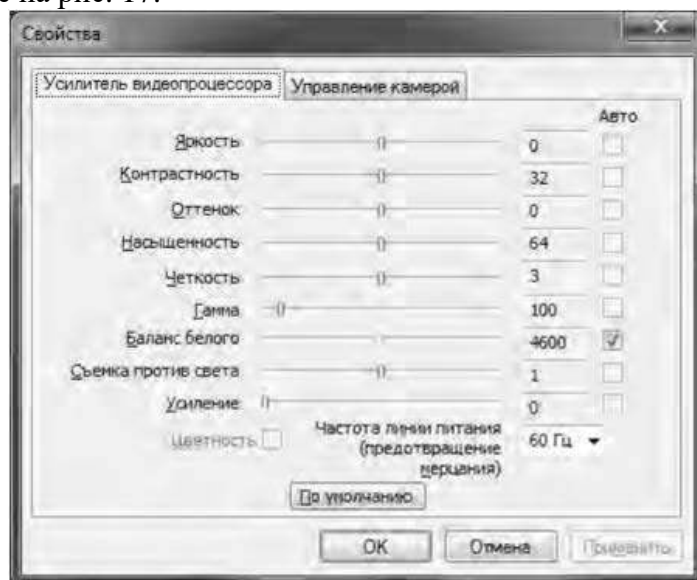 на рис. 17.
Свойства
Усилитель видеопроцессора Управление камерой
Авто
Яркость 0
Контрастность 32
Оттенок 0
Насыщенность 64
Четкость 3
Гамма 100
Баланс белого 4600
Съемка против света 1
Усиление 0
Цветность Частота линии питания (предотвращение мерцания) 60 Гц
По умолчанию
ОК Отмена Применить